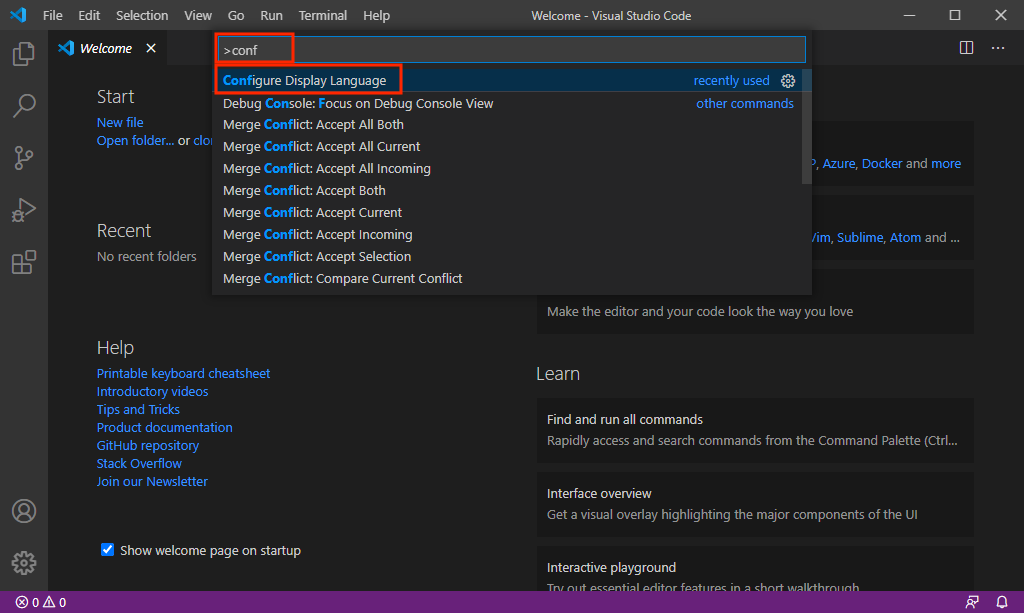 File Edit Selection View Go Run Terminal Help Welcome - Visual Studio Code
Welcome
>conf
Configure Display Language recently used
Debug Console: Focus on Debug Console View other commands
Merge Conflict: Accept All Both
Merge Conflict: Accept All Current
Merge Conflict: Accept All Incoming
Merge Conflict: Accept Both
Merge Conflict: Accept Current
Merge Conflict: Accept Incoming
Merge Conflict: Accept Selection
Merge Conflict: Compare Current Conflict
Start
New file
Open folder... or
Recent
No recent folders
Help
Printable keyboard cheatsheet
Introductory videos
Tips and Tricks
Product documentation
GitHub repository
Stack Overflow
Join our Newsletter
Show welcome page on startup
, Azure, Docker and more
Vim, Sublime, Atom and ...
Make the editor and your code look the way you love
Learn
Find and run all commands
Rapidly access and search commands from the Command Palette (Ctrl...
Interface overview
Get a visual overlay highlighting the major components of the UI
Interactive playground
Try out essential editor features in a short walkthrough
0 0